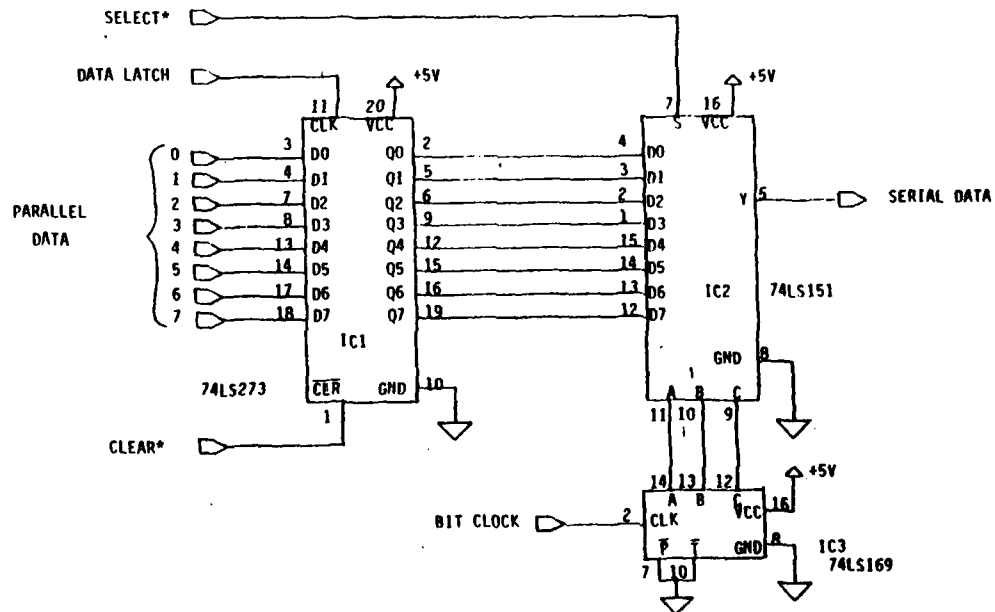 SELECT*
DATA LATCH
+5V
+5V
11
20
7
16
CLK
VCC
S
VCC
PARALLEL
DATA
0
3
D0
Q0
2
4
D0
1
4
D1
Q1
5
3
D1
2
7
D2
Q2
6
2
D2
3
8
D3
Q3
9
1
D3
4
13
D4
Q4
12
15
D4
5
14
D5
Q5
15
14
D5
6
17
D6
Q6
16
13
D6
7
18
D7
Q7
19
12
D7
Y
5
SERIAL DATA
IC1
IC2
74LS151
74LS273
CLR
GND
10
1
GND
8
A
B
C
11
10
9
CLEAR*
+5V
14
13
12
A
B
C
VCC
16
BIT CLOCK
2
CLK
GND
8
P
7
10
IC3
74LS169